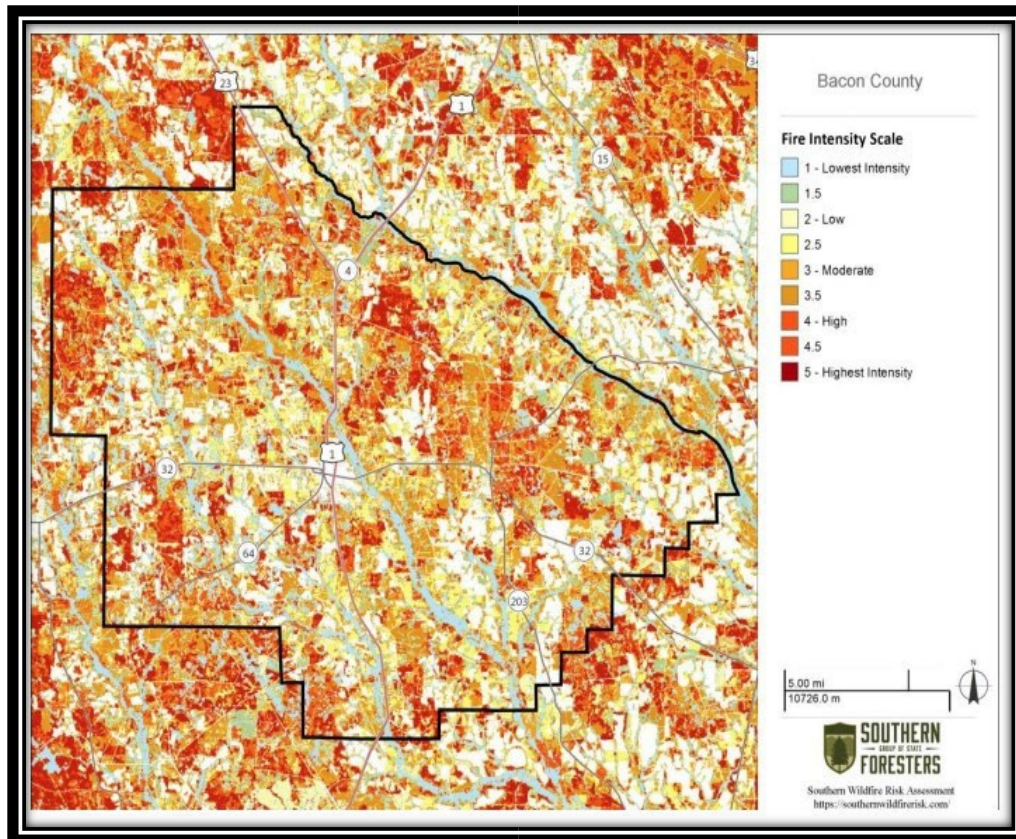 Bacon County
Fire Intensity Scale
1 - Lowest Intensity
1.5
2 - Low
2.5
3 - Moderate
3.5
4 - High
4.5
5 - Highest Intensity
23
1
34
15
4
1
32
64
32
203
5.00 mi
10726.0 m
N
SOUTHERN
GROUP OF STATE
FORESTERS
Southern Wildfire Risk Assessment
https://southernwildfirerisk.com/